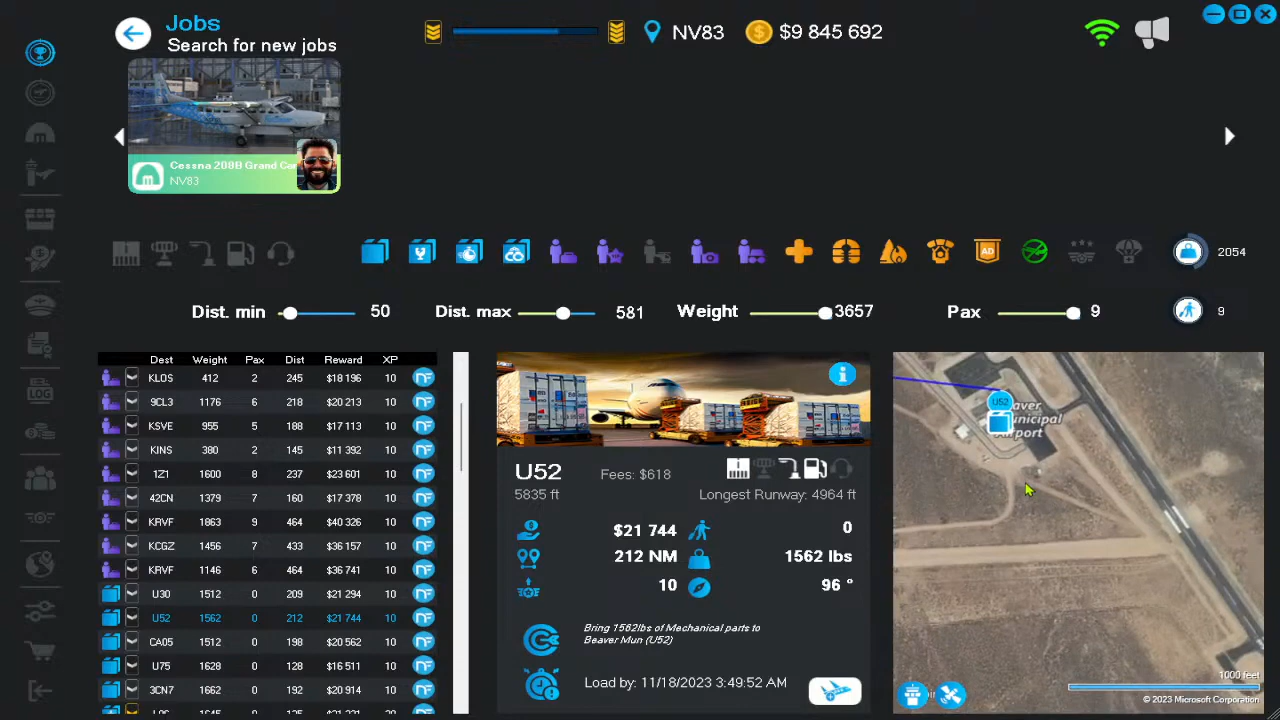 Jobs
Search for new jobs
NV83
$9 845 692
Cessna 208B Grand Car
NV83
AD
2054
Dist. min 50 Dist. max 581 Weight 3657 Pax 9
9
Dest Weight Pax Dist Reward XP
KLOS 412 2 245 $18 196 10
9CL3 1176 6 218 $20 213 10
KSVE 955 5 188 $17 113 10
KINS 380 2 145 $11 392 10
1Z1 1600 8 237 $23 601 10
42CN 1379 7 160 $17 378 10
KRVF 1863 9 464 $40 326 10
KCGZ 1456 7 433 $36 157 10
KRVF 1146 6 464 $36 741 10
U30 1512 0 209 $21 294 10
U52 1562 0 212 $21 744 10
CA05 1512 0 198 $20 562 10
U75 1628 0 128 $16 511 10
3CN7 1662 0 192 $20 914 10
U52 Fees: $618
5835 ft Longest Runway: 4964 ft
$21 744 0
212 NM 1562 lbs
10 96 °
Bring 1562lbs of Mechanical parts to
Beaver Mun (U52)
Load by: 11/18/2023 3:49:52 AM
U52
eaver
unicipal
Airport
1000 feet
© 2023 Microsoft Corporation
LOG